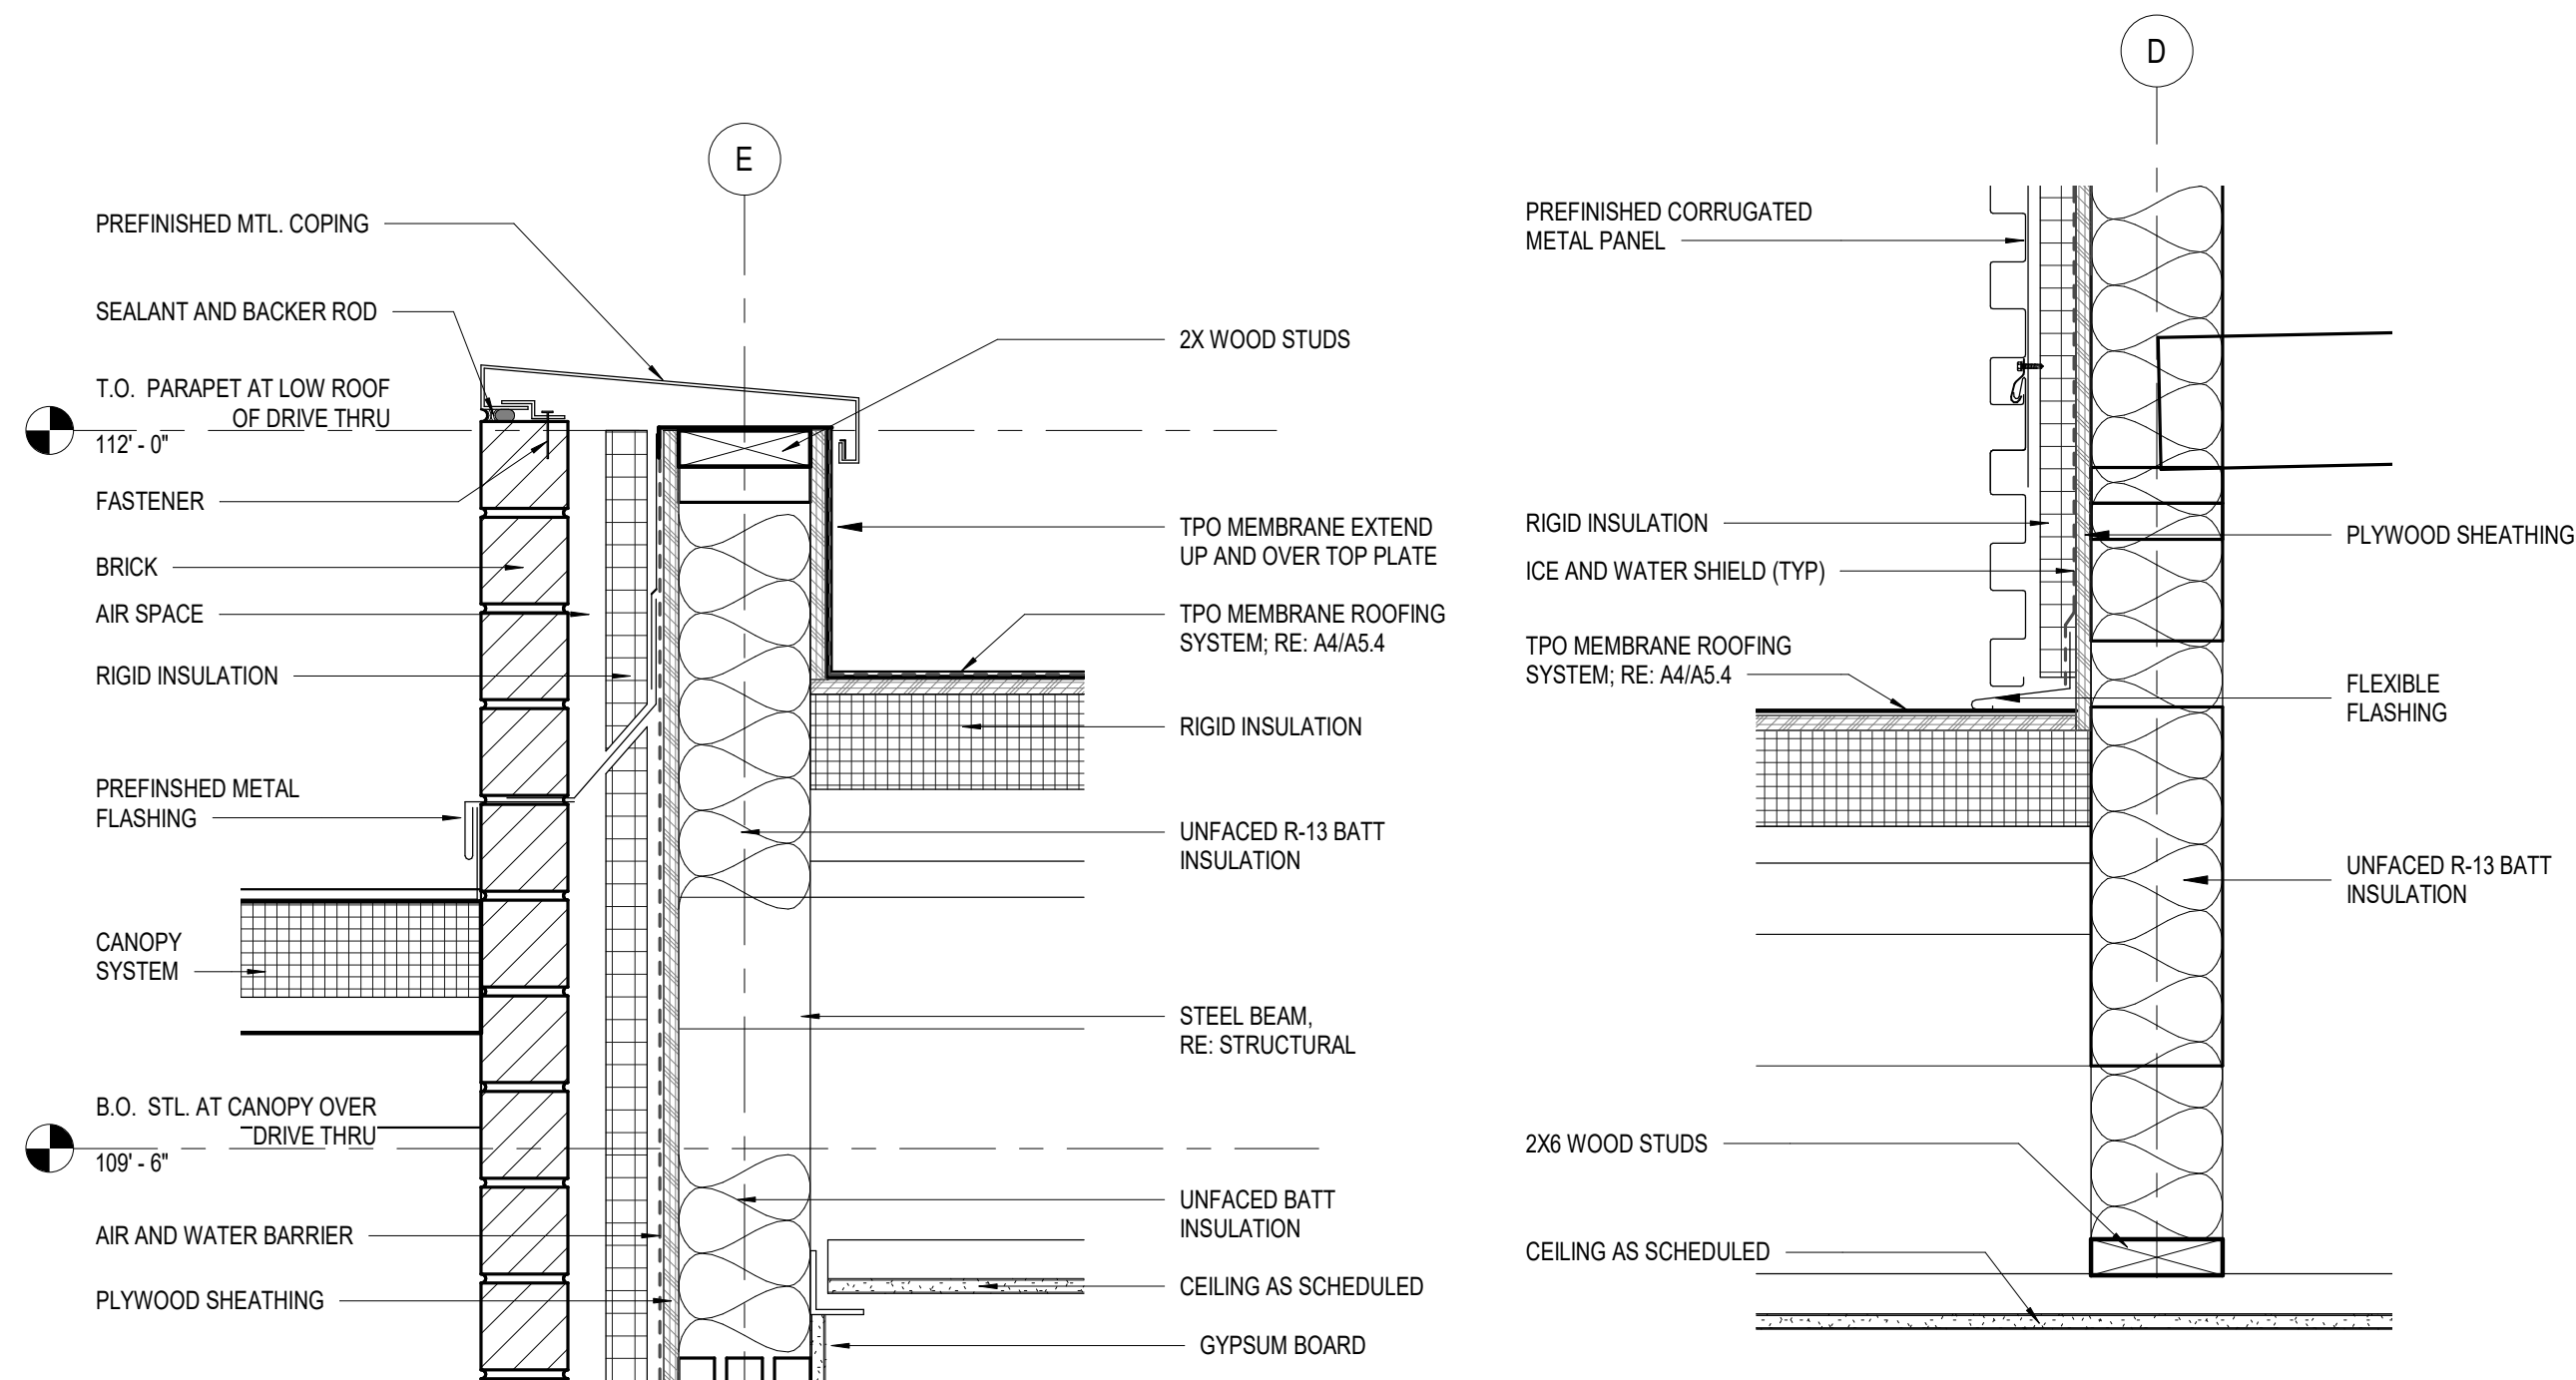 E
PREFINISHED MTL. COPING
SEALANT AND BACKER ROD
T.O. PARAPET AT LOW ROOF
OF DRIVE THRU
112' - 0"
FASTENER
BRICK
AIR SPACE
RIGID INSULATION
PREFINSHED METAL
FLASHING
CANOPY
SYSTEM
B.O. STL. AT CANOPY OVER
DRIVE THRU
109' - 6"
AIR AND WATER BARRIER
PLYWOOD SHEATHING
2X WOOD STUDS
TPO MEMBRANE EXTEND
UP AND OVER TOP PLATE
TPO MEMBRANE ROOFING
SYSTEM; RE: A4/A5.4
RIGID INSULATION
UNFACED R-13 BATT
INSULATION
STEEL BEAM,
RE: STRUCTURAL
UNFACED BATT
INSULATION
CEILING AS SCHEDULED
GYPSUM BOARD
D
PREFINISHED CORRUGATED
METAL PANEL
RIGID INSULATION
ICE AND WATER SHIELD (TYP)
TPO MEMBRANE ROOFING
SYSTEM; RE: A4/A5.4
2X6 WOOD STUDS
CEILING AS SCHEDULED
PLYWOOD SHEATHING
FLEXIBLE
FLASHING
UNFACED R-13 BATT
INSULATION